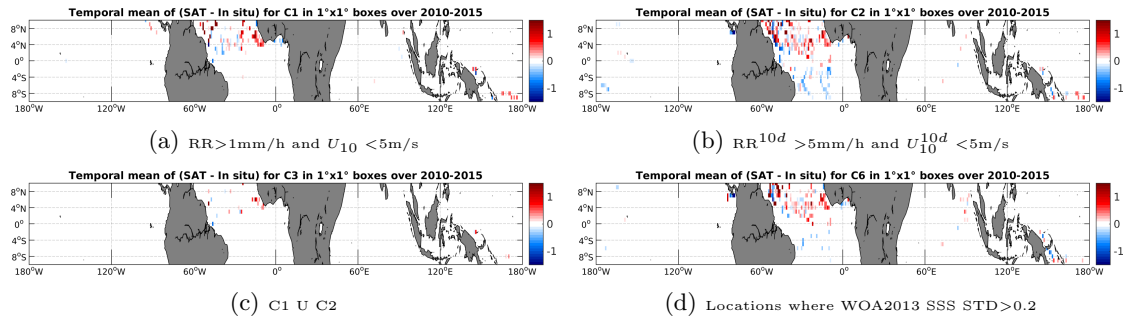 Temporal mean of (SAT - In situ) for C1 in 1°x1° boxes over 2010-2015
8°N
4°N
0°
4°S
8°S
180°W 120°W 60°W 0° 60°E 120°E 180°W
1
0
-1
(a) RR>1mm/h and U10 <5m/s
Temporal mean of (SAT - In situ) for C2 in 1°x1° boxes over 2010-2015
8°N
4°N
0°
4°S
8°S
180°W 120°W 60°W 0° 60°E 120°E 180°W
1
0
-1
(b) RR^10d >5mm/h and U10^10d <5m/s
Temporal mean of (SAT - In situ) for C3 in 1°x1° boxes over 2010-2015
8°N
4°N
0°
4°S
8°S
180°W 120°W 60°W 0° 60°E 120°E 180°W
1
0
-1
(c) C1 U C2
Temporal mean of (SAT - In situ) for C6 in 1°x1° boxes over 2010-2015
8°N
4°N
0°
4°S
8°S
180°W 120°W 60°W 0° 60°E 120°E 180°W
1
0
-1
(d) Locations where WOA2013 SSS STD>0.2